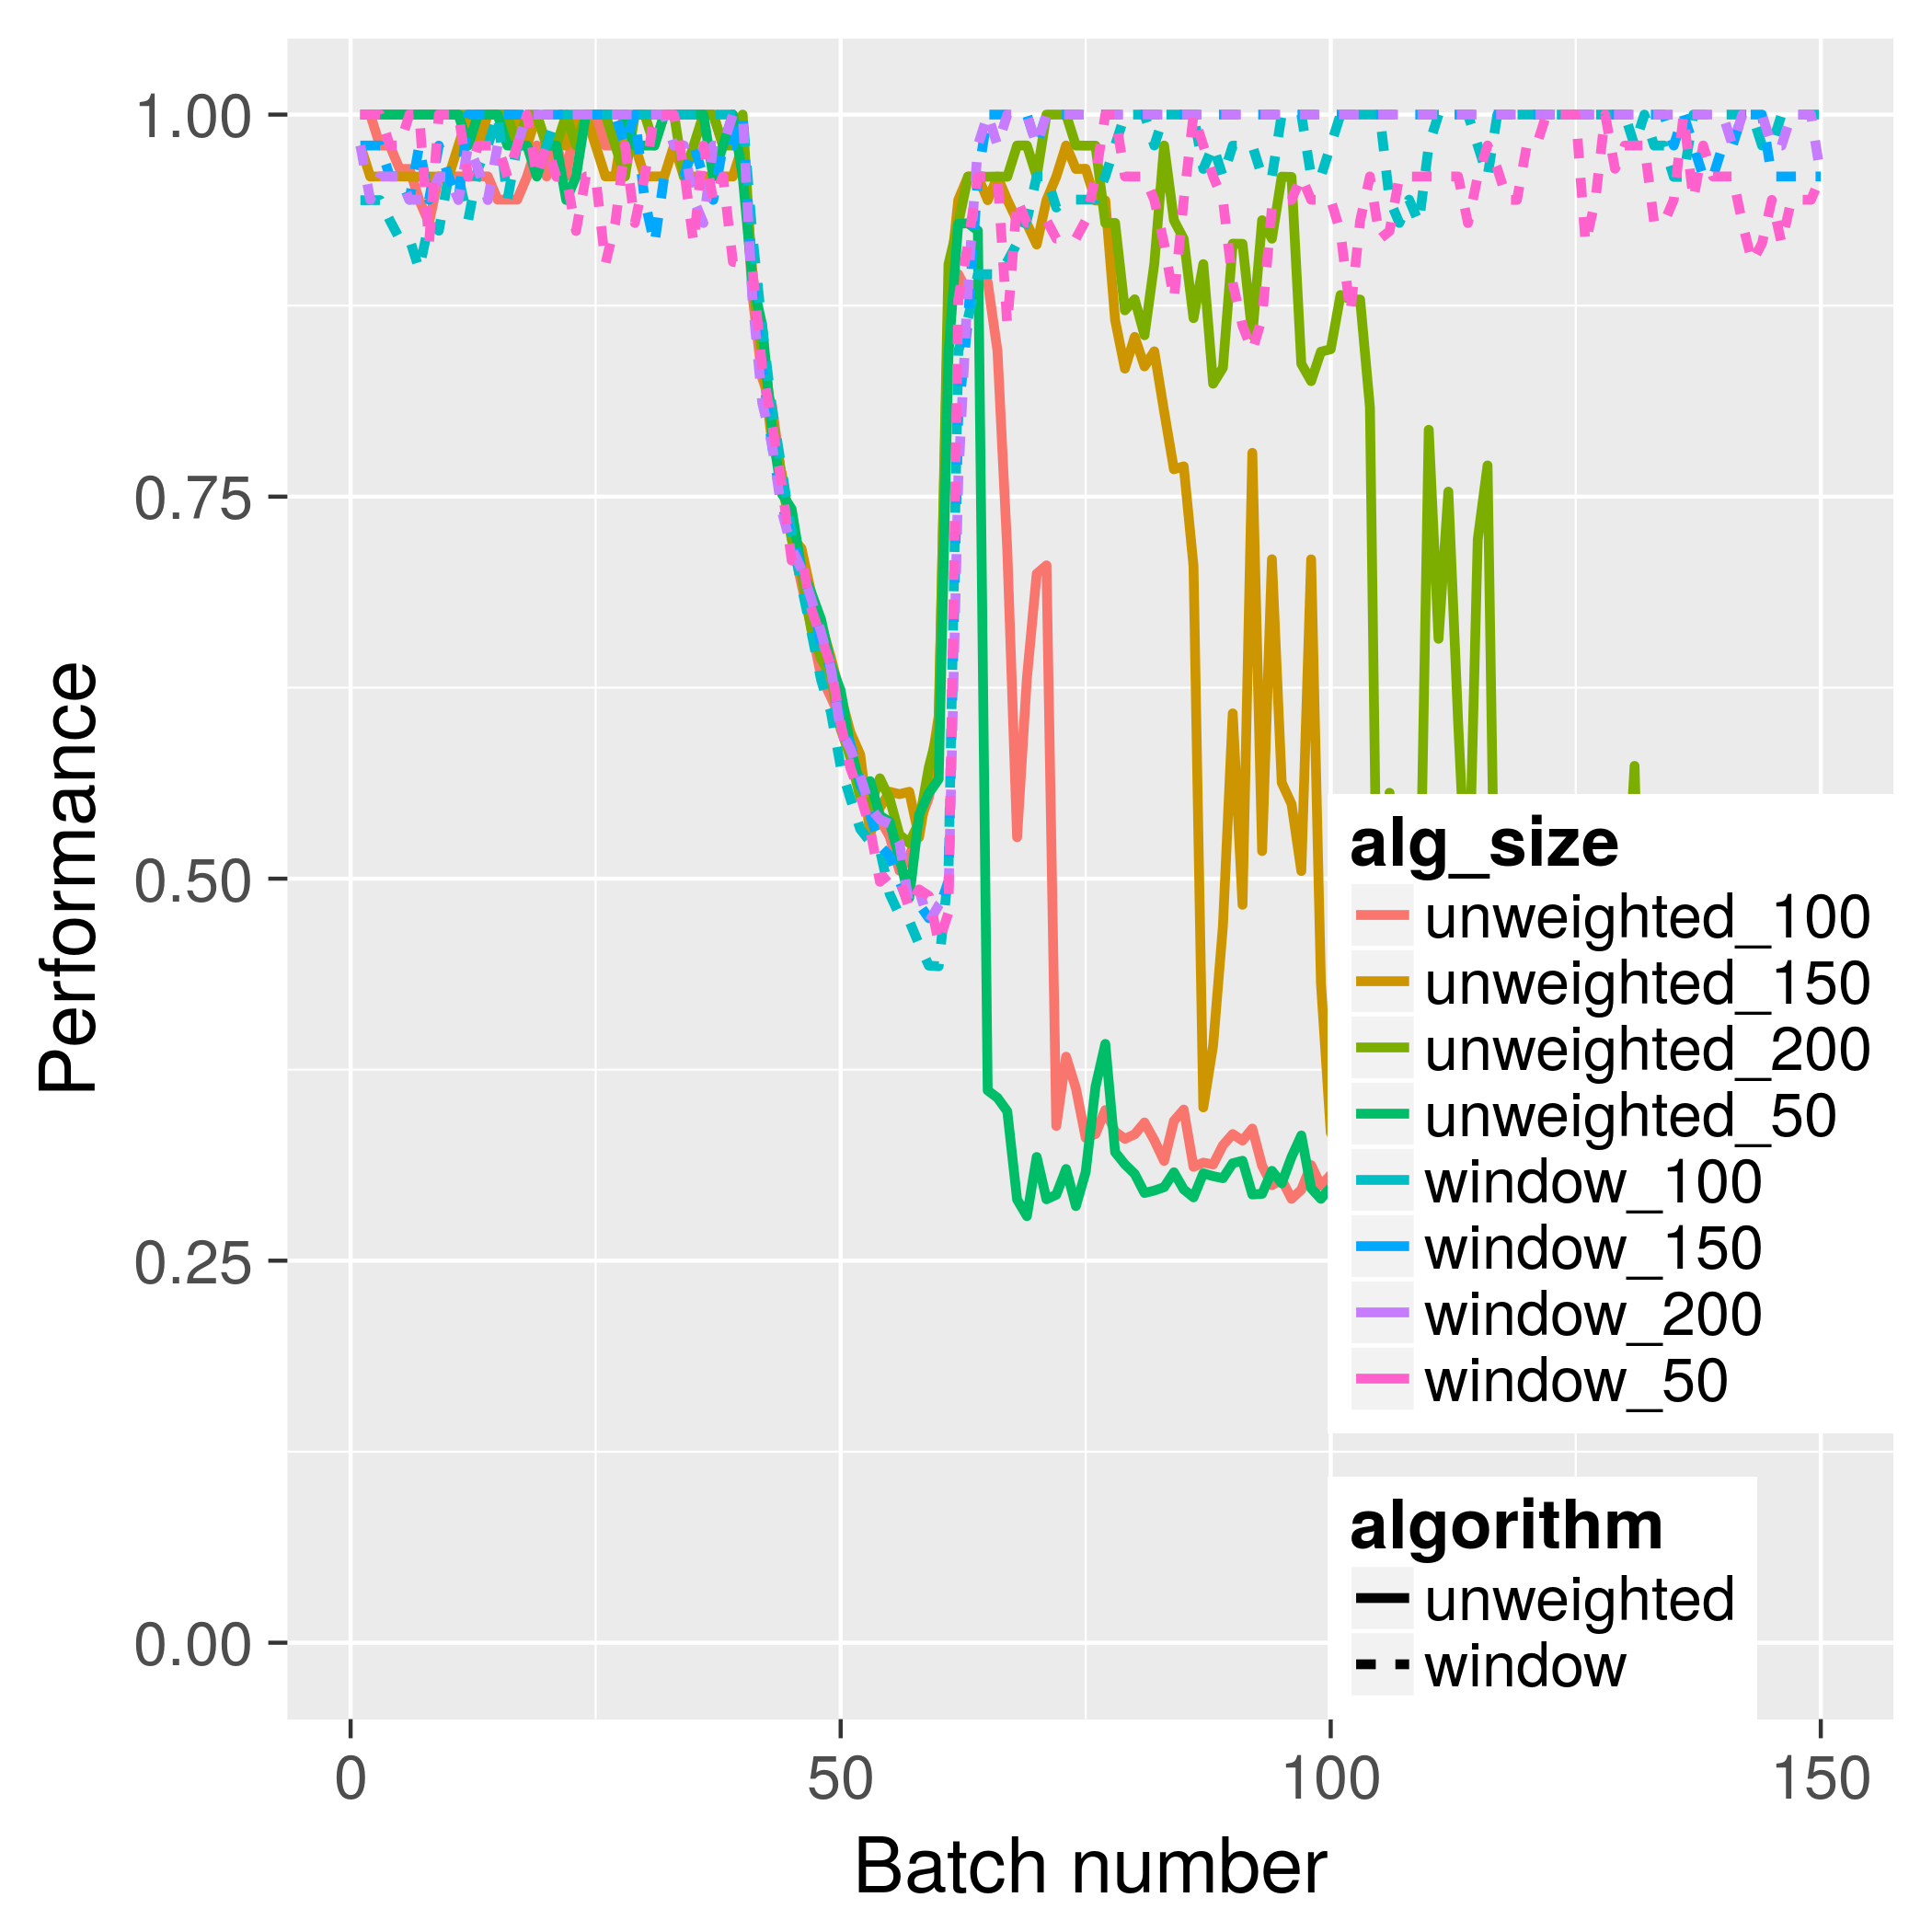 1.00
0.75
0.50
0.25
0.00
Performance
0
50
100
150
Batch number
alg_size
unweighted_100
unweighted_150
unweighted_200
unweighted_50
window_100
window_150
window_200
window_50
algorithm
unweighted
window